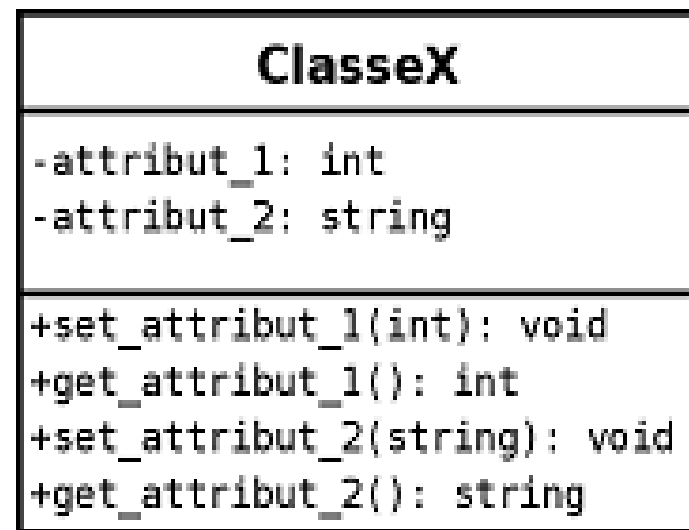 ClasseX
-attribut_1: int
-attribut_2: string
+set_attribut_1(int): void
+get_attribut_1(): int
+set_attribut_2(string): void
+get_attribut_2(): string